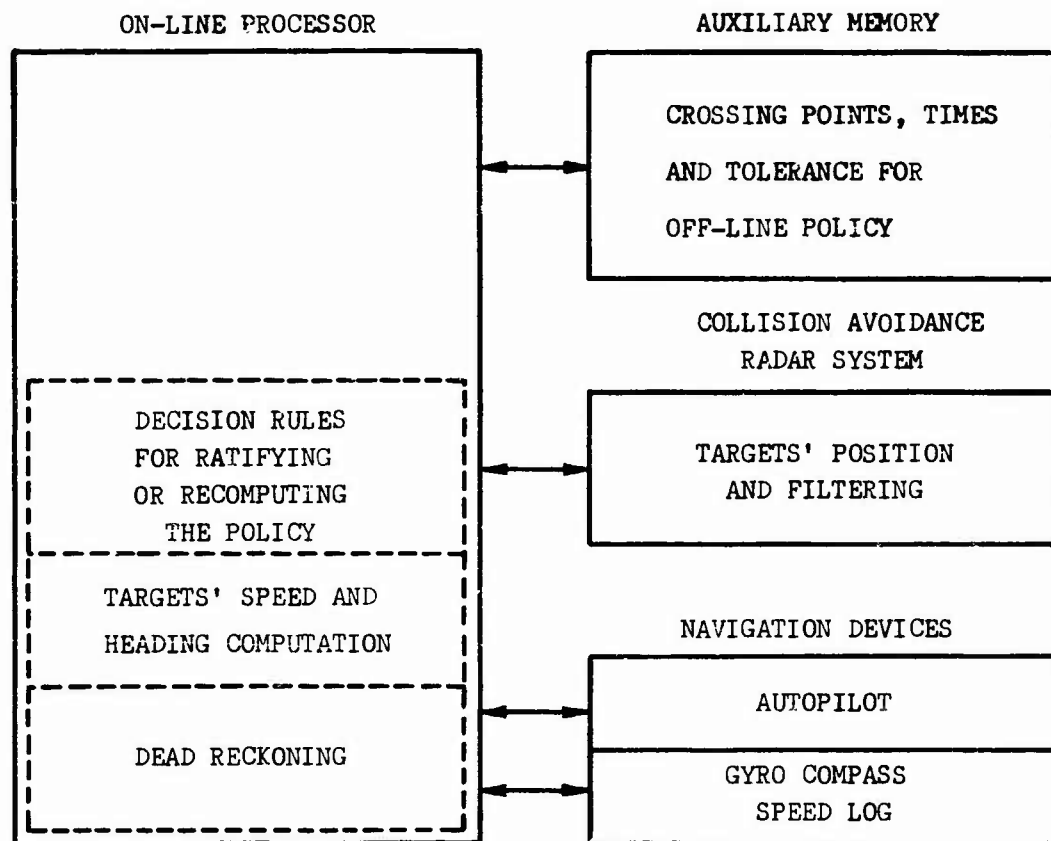 ON-LINE PROCESSOR
DECISION RULES
FOR RATIFYING
OR RECOMPUTING
THE POLICY
TARGETS' SPEED AND
HEADING COMPUTATION
DEAD RECKONING
AUXILIARY MEMORY
CROSSING POINTS, TIMES
AND TOLERANCE FOR
OFF-LINE POLICY
COLLISION AVOIDANCE
RADAR SYSTEM
TARGETS' POSITION
AND FILTERING
NAVIGATION DEVICES
AUTOPILOT
GYRO COMPASS
SPEED LOG